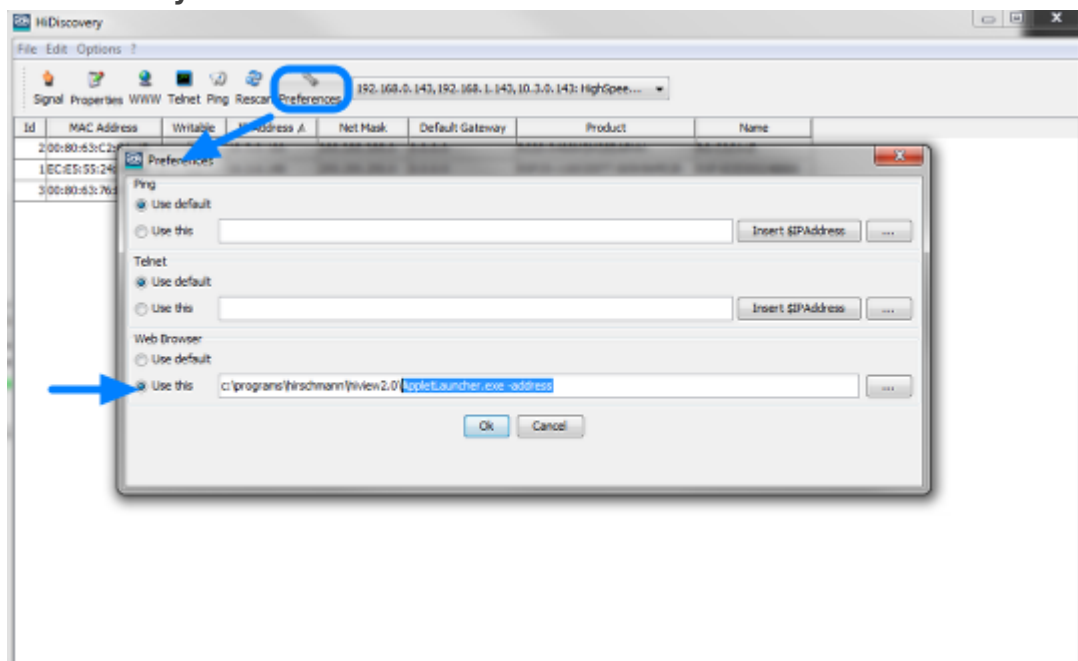 HiDiscovery
File Edit Options ?
Signal Properties WWW Telnet Ping Rescan Preferences 192.168.0.143,192.168.1.143,10.3.0.143: HighSpee...
Id MAC Address Writable Address Net Mask Default Gateway Product Name
2 00:80:63:C2:
1 EC:E5:55:24:
3 00:80:63:76:
Preferences
Ping
Use default
Use this Insert $IPAddress ...
Telnet
Use default
Use this Insert $IPAddress ...
Web Browser
Use default
Use this c:\programs\hirschmann\hiview2.0\AppletLauncher.exe -address ...
Ok Cancel